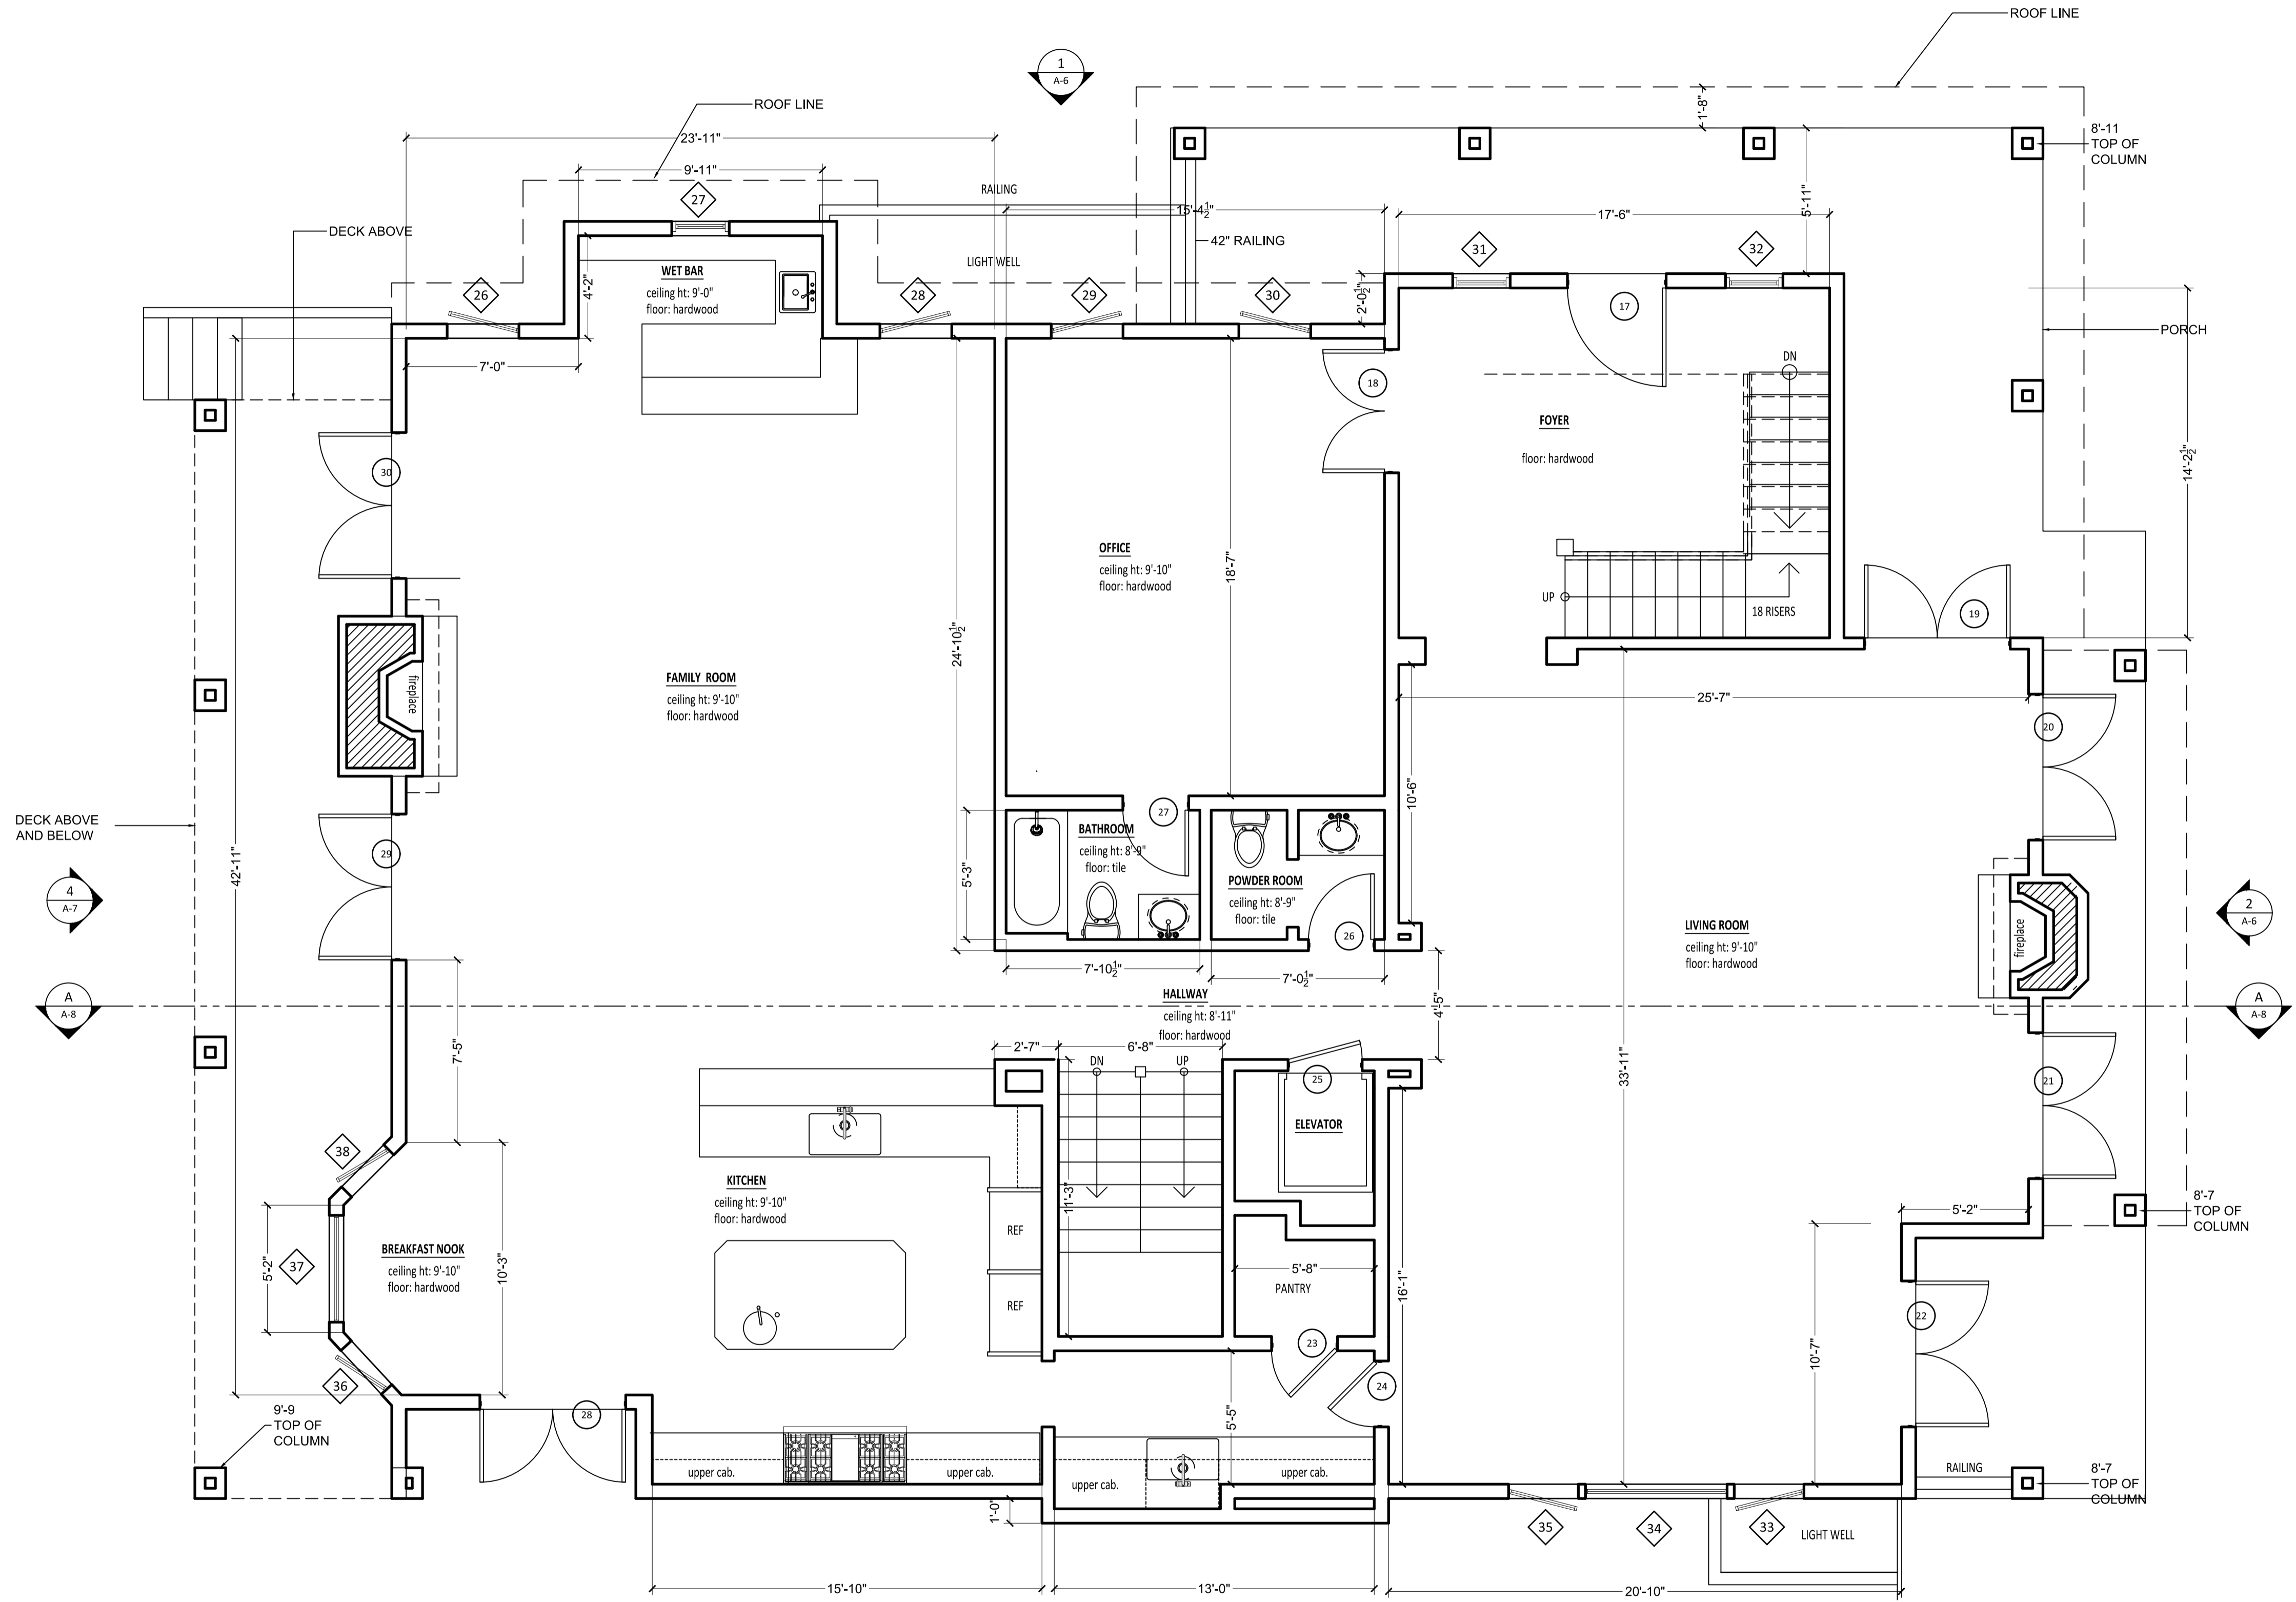 ROOF LINE
1
A-6
ROOF LINE
1'-8"
8'-11
TOP OF
COLUMN
23'-11"
9'-11"
27
RAILING
15'-4½"
17'-6"
5'-11"
DECK ABOVE
42" RAILING
31
32
LIGHT WELL
WET BAR
ceiling ht: 9'-0"
floor: hardwood
4'-2"
26
28
29
30
2'-0½"
17
PORCH
7'-0"
18
DN
FOYER
floor: hardwood
30
14'-2½"
OFFICE
ceiling ht: 9'-10"
floor: hardwood
18'-7"
UP
18 RISERS
19
24'-10½"
FAMILY ROOM
ceiling ht: 9'-10"
floor: hardwood
fireplace
25'-7"
20
10'-6"
27
DECK ABOVE
AND BELOW
42'-11"
29
BATHROOM
ceiling ht: 8'-9"
floor: tile
5'-3"
POWDER ROOM
ceiling ht: 8'-9"
floor: tile
26
4
A-7
2
A-6
LIVING ROOM
ceiling ht: 9'-10"
floor: hardwood
fireplace
7'-10½"
7'-0½"
HALLWAY
ceiling ht: 8'-11"
floor: hardwood
4'-5"
A
A-8
A
A-8
7'-5"
2'-7"
6'-8"
DN
UP
25
ELEVATOR
33'-11"
21
38
11'-3"
KITCHEN
ceiling ht: 9'-10"
floor: hardwood
REF
REF
5'-2"
8'-7
TOP OF
COLUMN
BREAKFAST NOOK
ceiling ht: 9'-10"
floor: hardwood
5'-2"
37
10'-3"
5'-8"
PANTRY
16'-1"
22
23
10'-7"
36
24
9'-9
TOP OF
COLUMN
28
5'-5"
upper cab.
upper cab.
upper cab.
upper cab.
RAILING
8'-7
TOP OF
COLUMN
1'-0"
35
34
33
LIGHT WELL
15'-10"
13'-0"
20'-10"